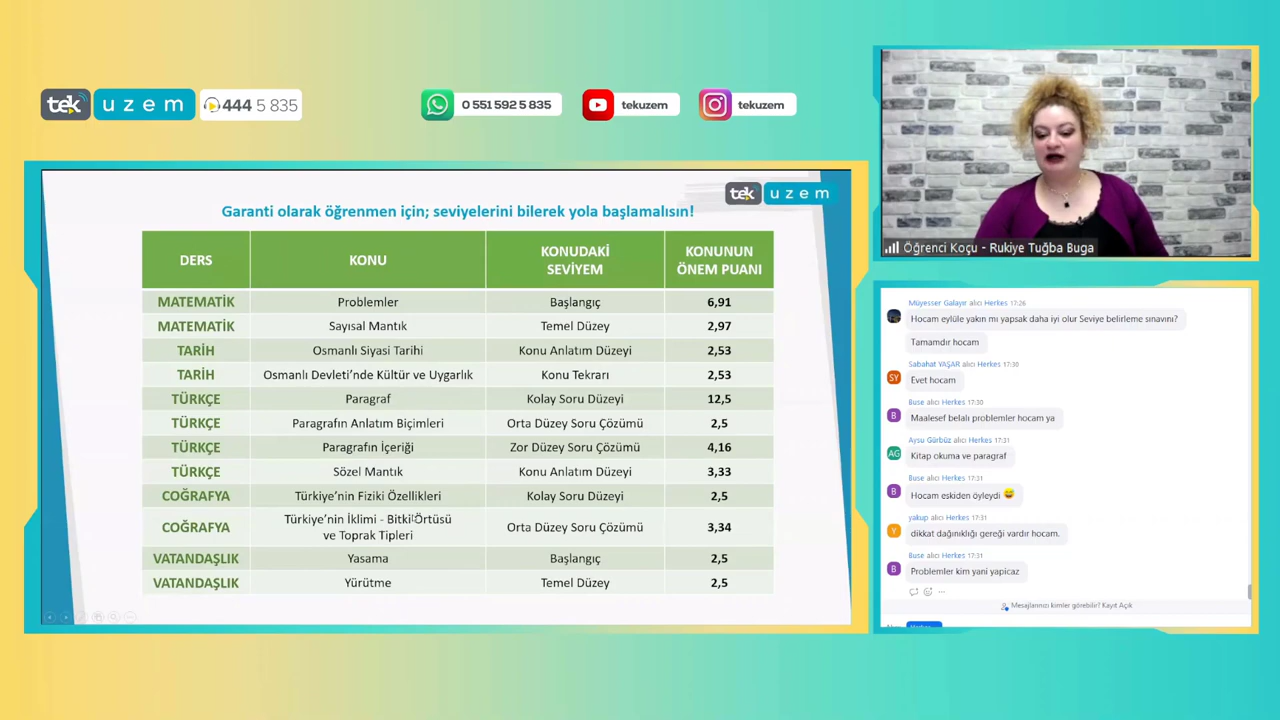 tek uzem 444 5 835
0 551 592 5 835
tekuzem
tekuzem
tek uzem
Garanti olarak öğrenmen için; seviyelerini bilerek yola başlamalısın!
DERS KONU KONUDAKİ SEVİYEM KONUNUN ÖNEM PUANI
MATEMATİK Problemler Başlangıç 6,91
MATEMATİK Sayısal Mantık Temel Düzey 2,97
TARİH Osmanlı Siyasi Tarihi Konu Anlatım Düzeyi 2,53
TARİH Osmanlı Devleti’nde Kültür ve Uygarlık Konu Tekrarı 2,53
TÜRKÇE Paragraf Kolay Soru Düzeyi 12,5
TÜRKÇE Paragrafın Anlatım Biçimleri Orta Düzey Soru Çözümü 2,5
TÜRKÇE Paragrafın İçeriği Zor Düzey Soru Çözümü 4,16
TÜRKÇE Sözel Mantık Konu Anlatım Düzeyi 3,33
COĞRAFYA Türkiye’nin Fiziki Özellikleri Kolay Soru Düzeyi 2,5
COĞRAFYA Türkiye’nin İklimi - Bitki Örtüsü ve Toprak Tipleri Orta Düzey Soru Çözümü 3,34
VATANDAŞLIK Yasama Başlangıç 2,5
VATANDAŞLIK Yürütme Temel Düzey 2,5
Öğrenci Koçu - Rukiye Tuğba Buga
Müyesser Galayır alıcı Herkes 17:26
Hocam eylüle yakın mı yapsak daha iyi olur Seviye belirleme sınavını?
Tamamdır hocam
Sabahat YAŞAR alıcı Herkes 17:30
SY
Evet hocam
Buse alıcı Herkes 17:30
B
Maalesef belalı problemler hocam ya
Aysu Gürbüz alıcı Herkes 17:31
AG
Kitap okuma ve paragraf
Buse alıcı Herkes 17:31
B
Hocam eskiden öyleydi 😅
yakup alıcı Herkes 17:31
Y
dikkat dağınıklığı gereği vardır hocam.
Buse alıcı Herkes 17:31
B
Problemler kim yani yapicaz
Mesajlarınızı kimler görebilir? Kayıt Açık